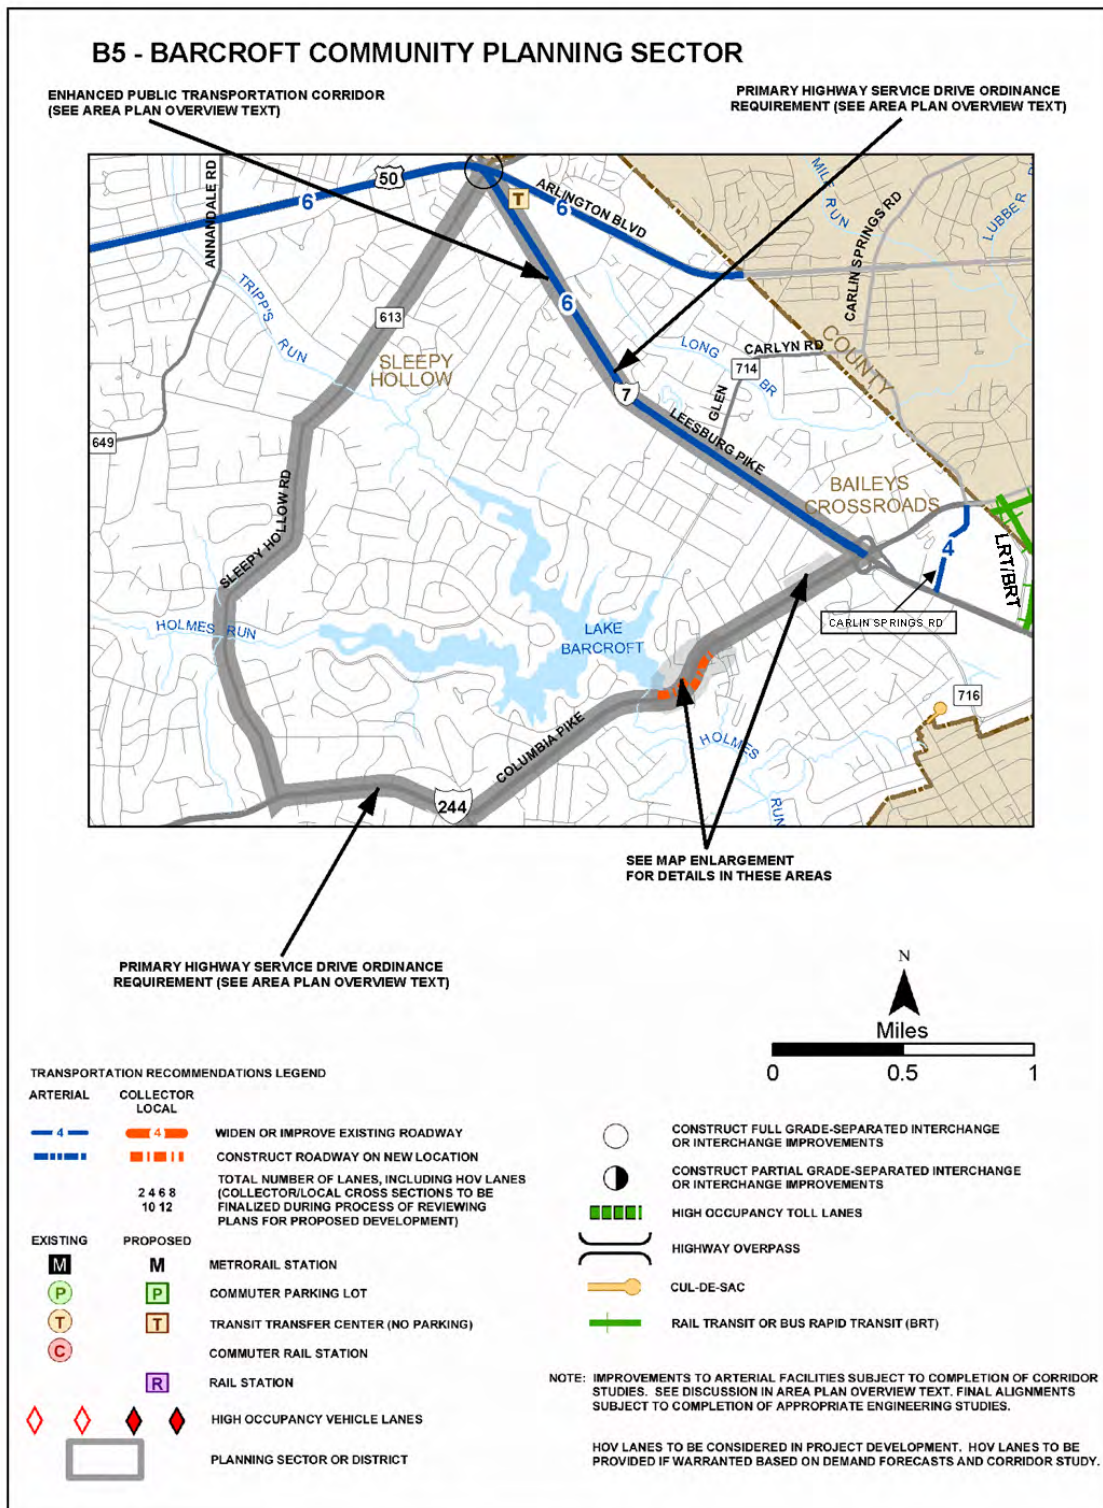 B5 - BARCROFT COMMUNITY PLANNING SECTOR
ENHANCED PUBLIC TRANSPORTATION CORRIDOR
(SEE AREA PLAN OVERVIEW TEXT)
PRIMARY HIGHWAY SERVICE DRIVE ORDINANCE
REQUIREMENT (SEE AREA PLAN OVERVIEW TEXT)
50
6
ANNANDALE RD
T
ARLINGTON BLVD
6
MILE RUN
LUBBER
CARLIN SPRINGS RD
TRIPP'S RUN
613
6
SLEEPY
HOLLOW
COUNTY
LONG BR
CARLYN RD
714
GLEN
7
LEESBURG PIKE
649
BAILEYS
CROSSROADS
SLEEPY HOLLOW RD
4
LRT/BRT
CARLIN SPRINGS RD
HOLMES RUN
LAKE
BARCROFT
716
COLUMBIA PIKE
HOLMES
RUN
244
SEE MAP ENLARGEMENT
FOR DETAILS IN THESE AREAS
PRIMARY HIGHWAY SERVICE DRIVE ORDINANCE
REQUIREMENT (SEE AREA PLAN OVERVIEW TEXT)
N
Miles
0 0.5 1
TRANSPORTATION RECOMMENDATIONS LEGEND
ARTERIAL COLLECTOR
LOCAL
4 4 WIDEN OR IMPROVE EXISTING ROADWAY
CONSTRUCT ROADWAY ON NEW LOCATION
TOTAL NUMBER OF LANES, INCLUDING HOV LANES
2 4 6 8 (COLLECTOR/LOCAL CROSS SECTIONS TO BE
10 12 FINALIZED DURING PROCESS OF REVIEWING
PLANS FOR PROPOSED DEVELOPMENT)
EXISTING PROPOSED
M M METRORAIL STATION
P P COMMUTER PARKING LOT
T T TRANSIT TRANSFER CENTER (NO PARKING)
C COMMUTER RAIL STATION
R RAIL STATION
HIGH OCCUPANCY VEHICLE LANES
PLANNING SECTOR OR DISTRICT
CONSTRUCT FULL GRADE-SEPARATED INTERCHANGE
OR INTERCHANGE IMPROVEMENTS
CONSTRUCT PARTIAL GRADE-SEPARATED INTERCHANGE
OR INTERCHANGE IMPROVEMENTS
HIGH OCCUPANCY TOLL LANES
HIGHWAY OVERPASS
CUL-DE-SAC
RAIL TRANSIT OR BUS RAPID TRANSIT (BRT)
NOTE: IMPROVEMENTS TO ARTERIAL FACILITIES SUBJECT TO COMPLETION OF CORRIDOR
STUDIES. SEE DISCUSSION IN AREA PLAN OVERVIEW TEXT. FINAL ALIGNMENTS
SUBJECT TO COMPLETION OF APPROPRIATE ENGINEERING STUDIES.
HOV LANES TO BE CONSIDERED IN PROJECT DEVELOPMENT. HOV LANES TO BE
PROVIDED IF WARRANTED BASED ON DEMAND FORECASTS AND CORRIDOR STUDY.